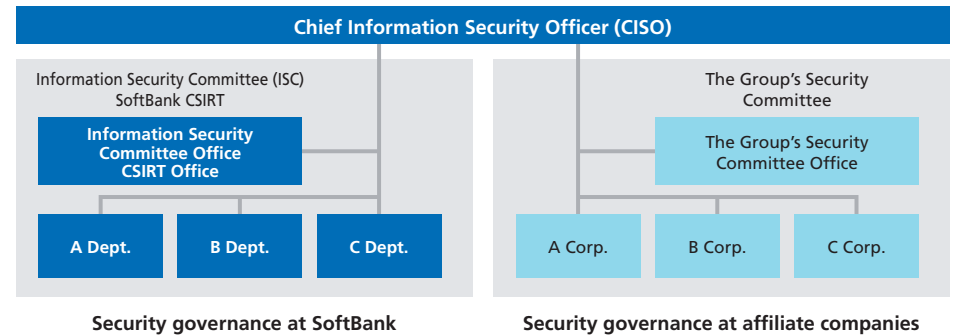 Chief Information Security Officer (CISO)
Information Security Committee (ISC)
SoftBank CSIRT
Information Security
Committee Office
CSIRT Office
A Dept.
B Dept.
C Dept.
Security governance at SoftBank
The Group's Security
Committee
The Group's Security
Committee Office
A Corp.
B Corp.
C Corp.
Security governance at affiliate companies